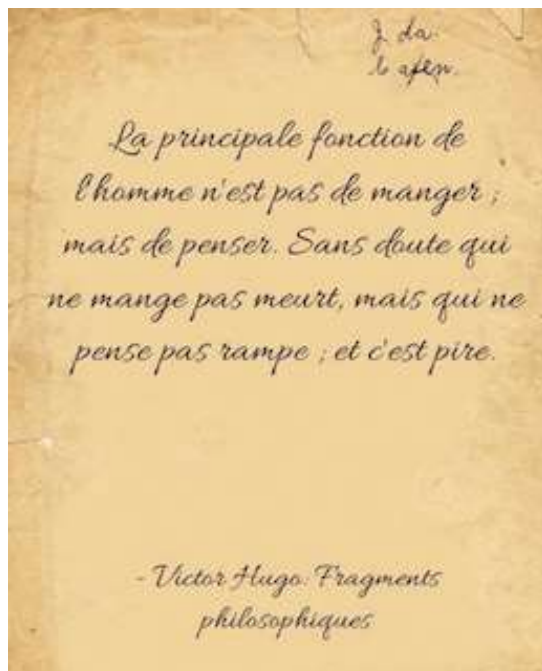 La principale fonction de
l'homme n'est pas de manger ;
mais de penser. Sans doute qui
ne mange pas meurt, mais qui ne
pense pas rampe ; et c'est pire.
- Victor Hugo: Fragments
philosophiques